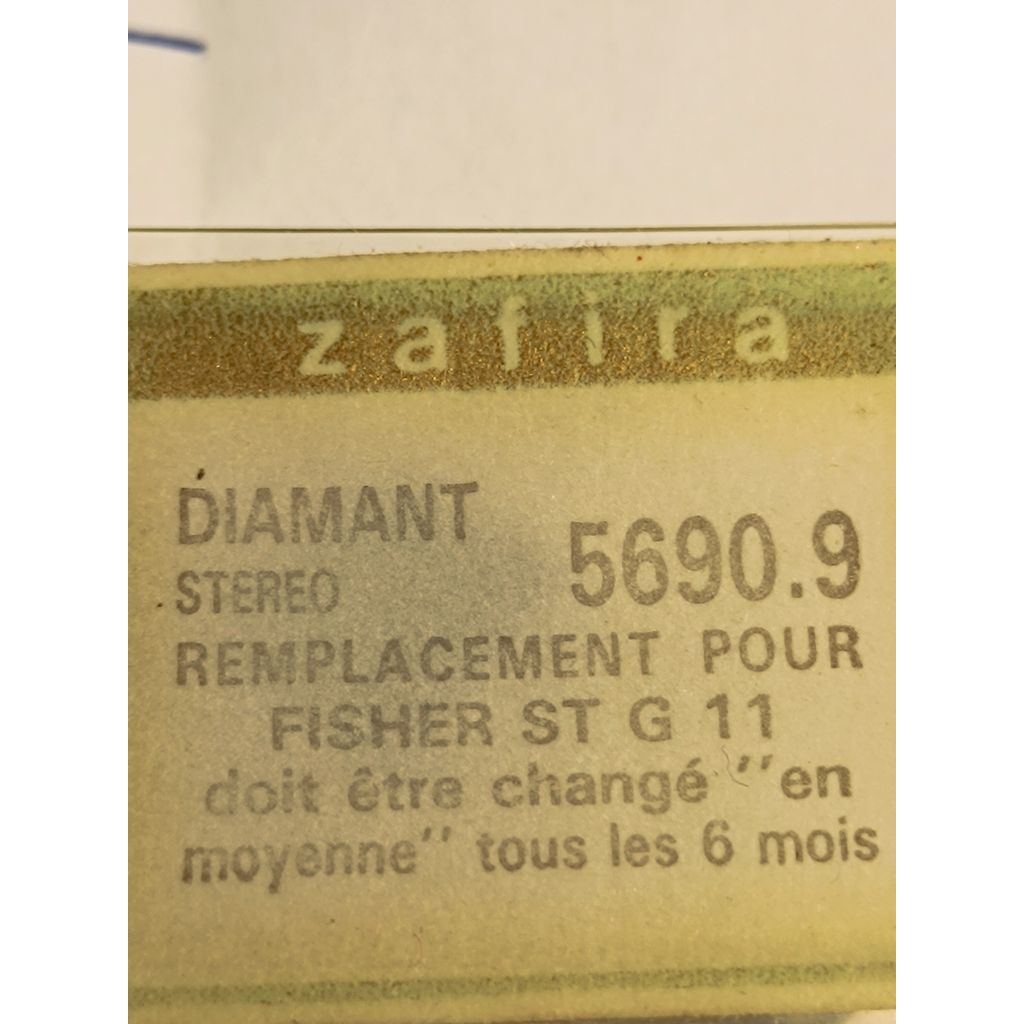 zafira
DIAMANT
5690.9
STEREO
REMPLACEMENT POUR
FISHER ST G 11
doit être changé ''en
moyenne'' tous les 6 mois